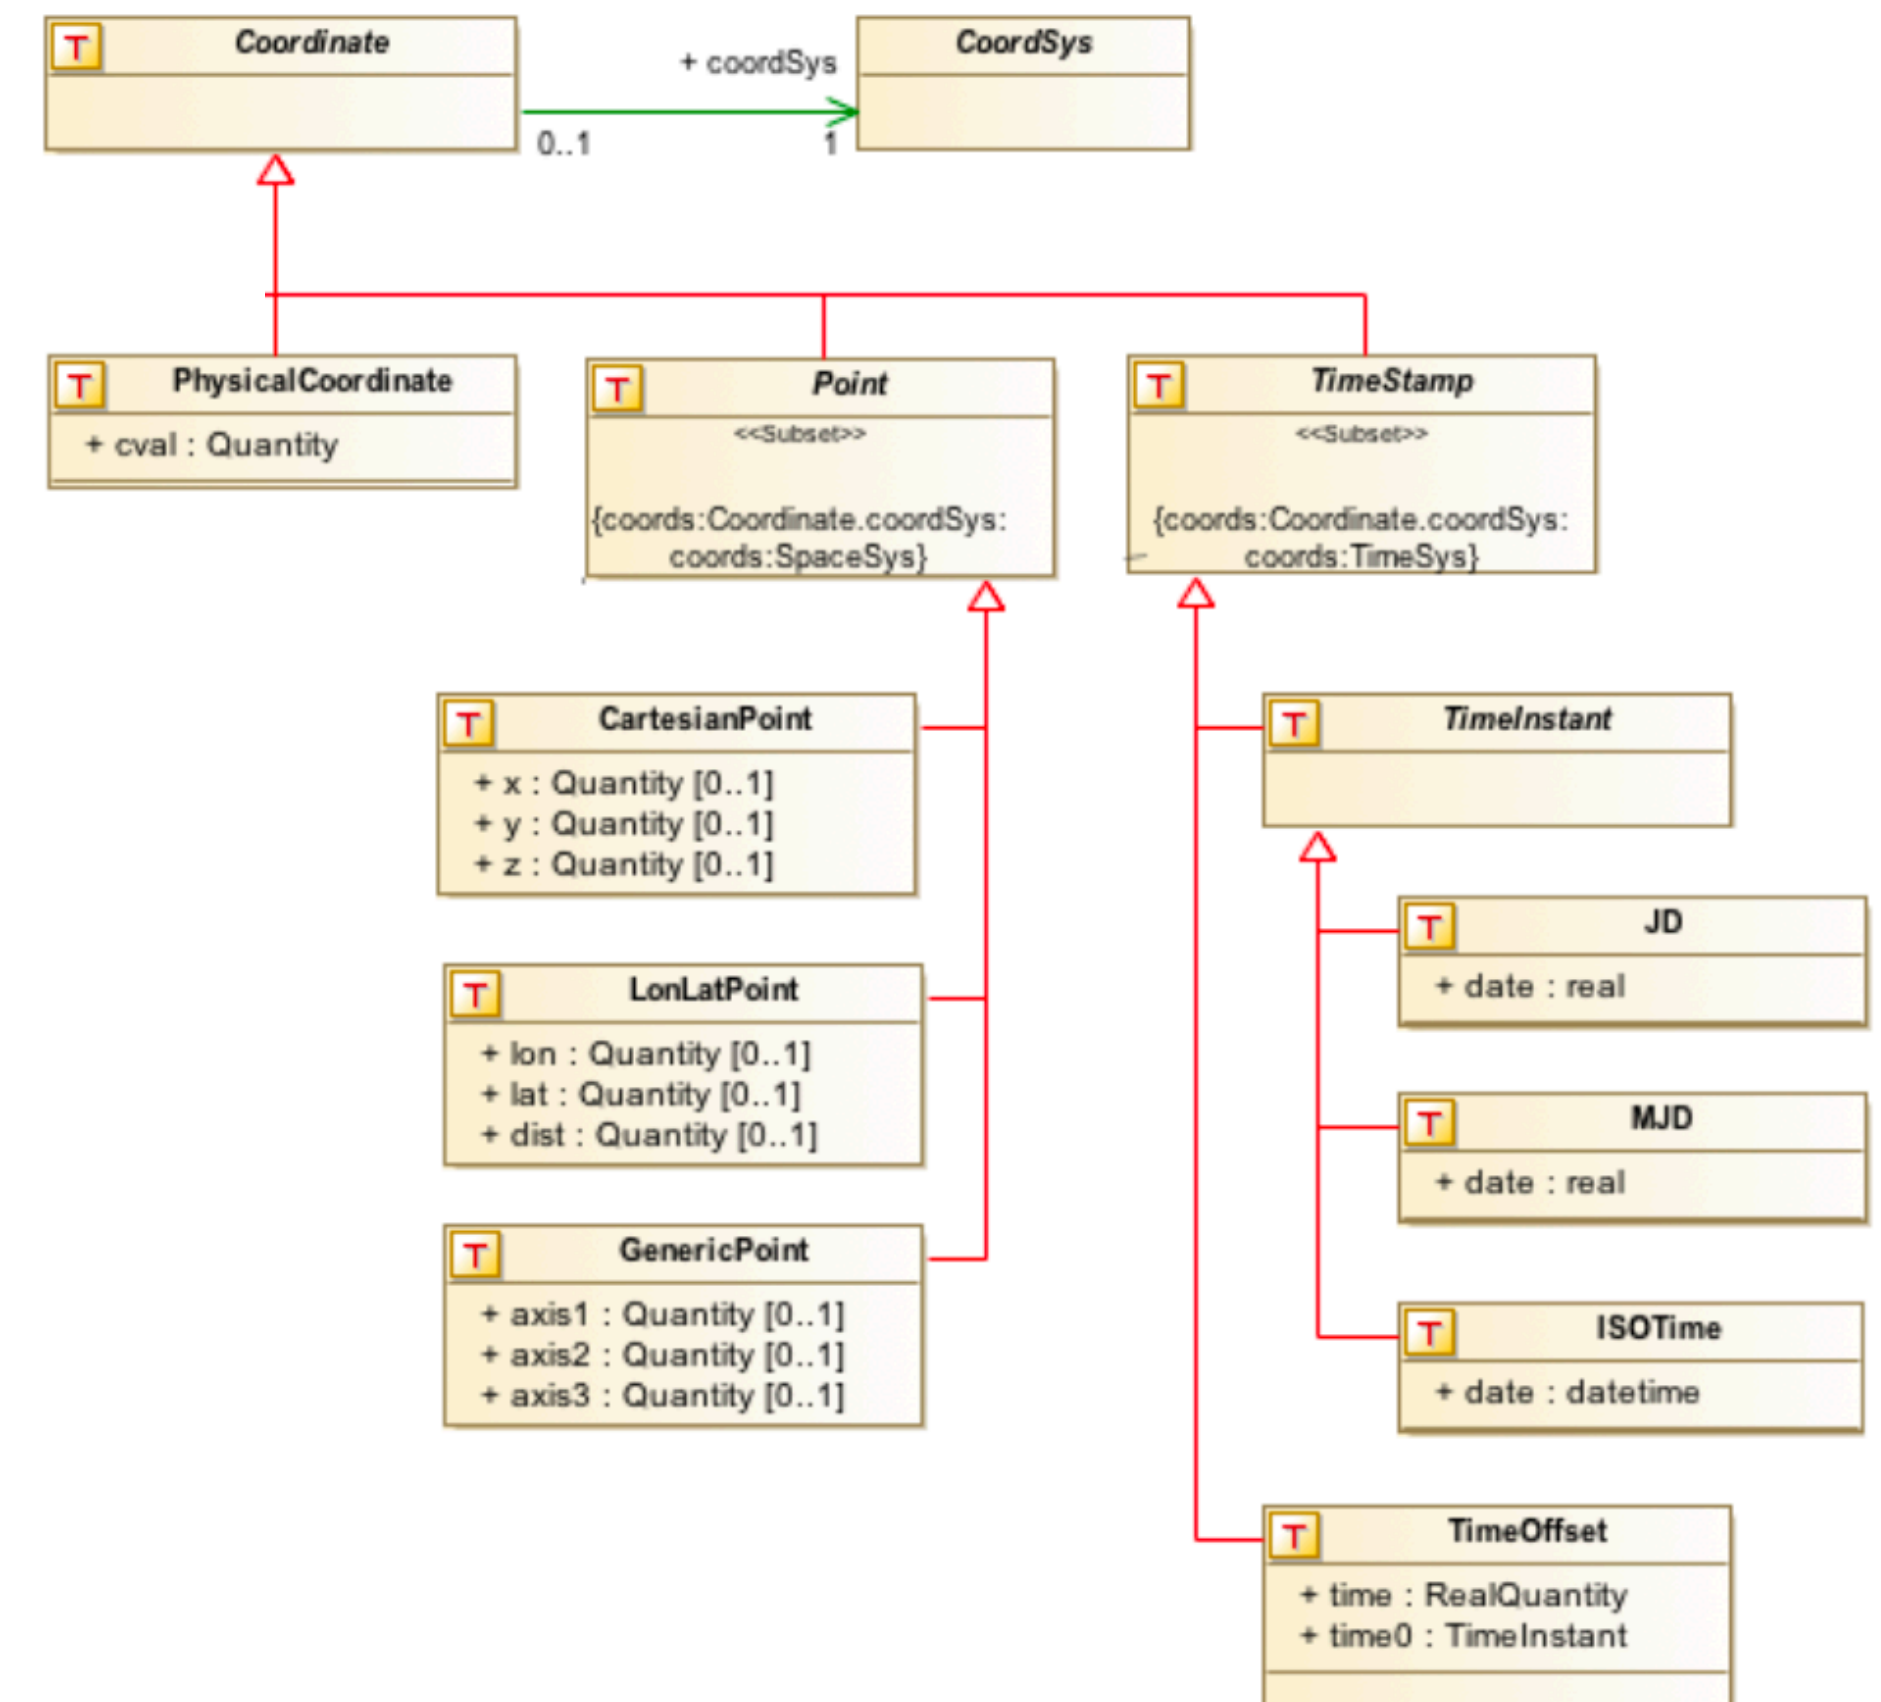 T Coordinate
+ coordSys
CoordSys
0..1
1
T PhysicalCoordinate
+ cval : Quantity
T Point
<<Subset>>
{coords:Coordinate.coordSys:
coords:SpaceSys}
T TimeStamp
<<Subset>>
{coords:Coordinate.coordSys:
coords:TimeSys}
T CartesianPoint
+ x : Quantity [0..1]
+ y : Quantity [0..1]
+ z : Quantity [0..1]
T LonLatPoint
+ lon : Quantity [0..1]
+ lat : Quantity [0..1]
+ dist : Quantity [0..1]
T GenericPoint
+ axis1 : Quantity [0..1]
+ axis2 : Quantity [0..1]
+ axis3 : Quantity [0..1]
T TimeInstant
T JD
+ date : real
T MJD
+ date : real
T ISOTime
+ date : datetime
T TimeOffset
+ time : RealQuantity
+ time0 : TimeInstant